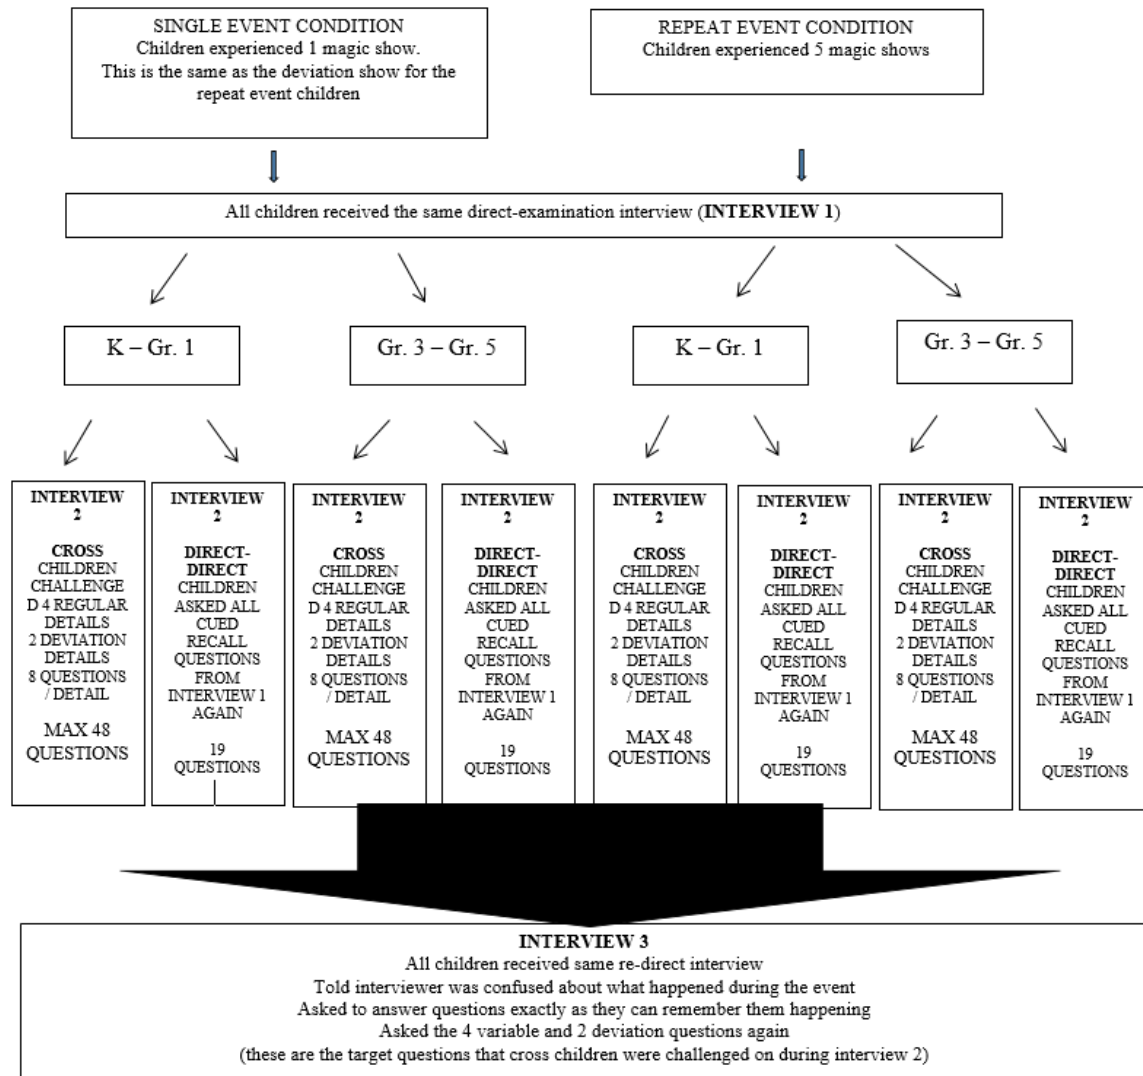 SINGLE EVENT CONDITION
Children experienced 1 magic show.
This is the same as the deviation show for the
repeat event children
REPEAT EVENT CONDITION
Children experienced 5 magic shows
All children received the same direct-examination interview (INTERVIEW 1)
K – Gr. 1
Gr. 3 – Gr. 5
K – Gr. 1
Gr. 3 – Gr. 5
INTERVIEW
2
CROSS
CHILDREN
CHALLENGE
D 4 REGULAR
DETAILS
2 DEVIATION
DETAILS
8 QUESTIONS
/ DETAIL
MAX 48
QUESTIONS
INTERVIEW
2
DIRECT-
DIRECT
CHILDREN
ASKED ALL
CUED
RECALL
QUESTIONS
FROM
INTERVIEW 1
AGAIN
19
QUESTIONS
INTERVIEW
2
CROSS
CHILDREN
CHALLENGE
D 4 REGULAR
DETAILS
2 DEVIATION
DETAILS
8 QUESTIONS
/ DETAIL
MAX 48
QUESTIONS
INTERVIEW
2
DIRECT-
DIRECT
CHILDREN
ASKED ALL
CUED
RECALL
QUESTIONS
FROM
INTERVIEW 1
AGAIN
19
QUESTIONS
INTERVIEW
2
CROSS
CHILDREN
CHALLENGE
D 4 REGULAR
DETAILS
2 DEVIATION
DETAILS
8 QUESTIONS
/ DETAIL
MAX 48
QUESTIONS
INTERVIEW
2
DIRECT-
DIRECT
CHILDREN
ASKED ALL
CUED
RECALL
QUESTIONS
FROM
INTERVIEW 1
AGAIN
19
QUESTIONS
INTERVIEW
2
CROSS
CHILDREN
CHALLENGE
D 4 REGULAR
DETAILS
2 DEVIATION
DETAILS
8 QUESTIONS
/ DETAIL
MAX 48
QUESTIONS
INTERVIEW
2
DIRECT-
DIRECT
CHILDREN
ASKED ALL
CUED
RECALL
QUESTIONS
FROM
INTERVIEW 1
AGAIN
19
QUESTIONS
INTERVIEW 3
All children received same re-direct interview
Told interviewer was confused about what happened during the event
Asked to answer questions exactly as they can remember them happening
Asked the 4 variable and 2 deviation questions again
(these are the target questions that cross children were challenged on during interview 2)